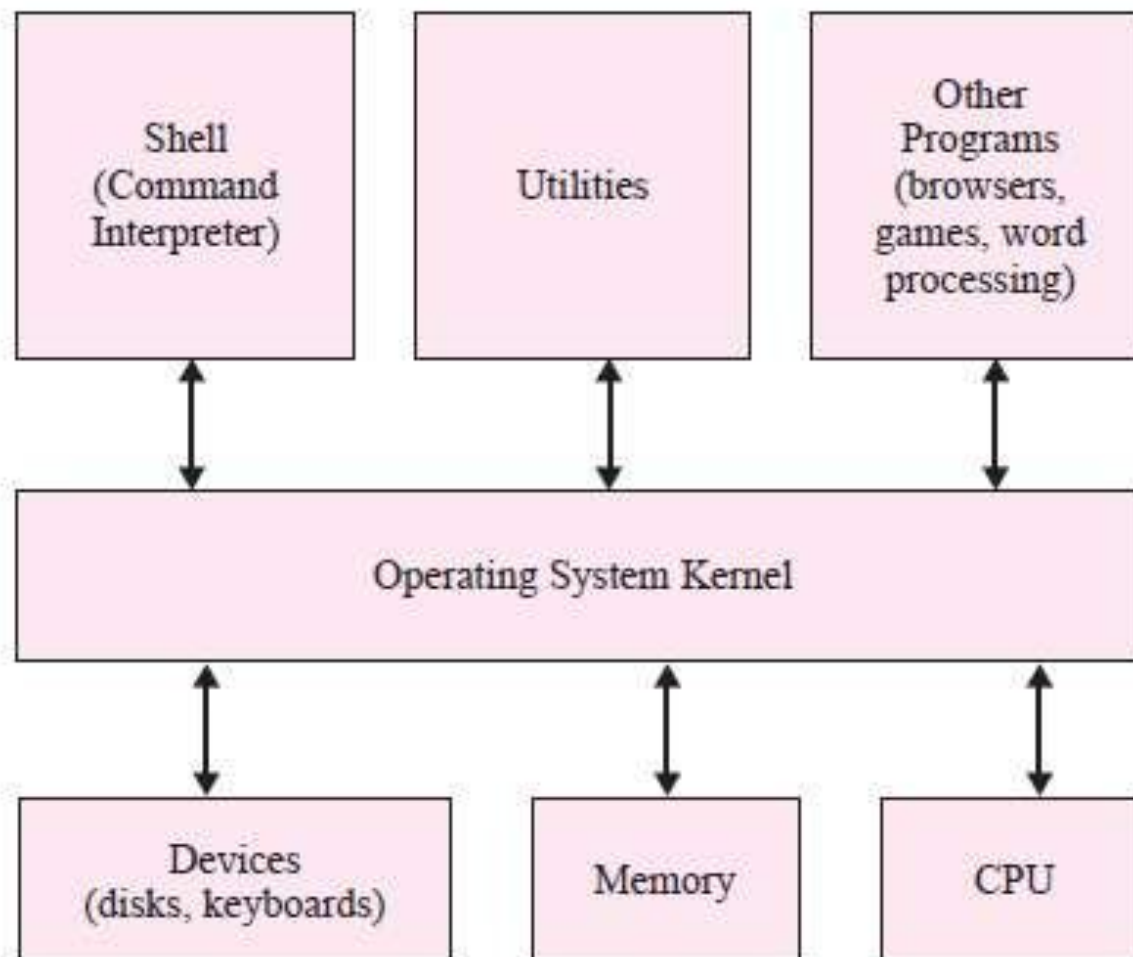 Shell
(Command
Interpreter)
Utilities
Other
Programs
(browsers,
games, word
processing)
Operating System Kernel
Devices
(disks, keyboards)
Memory
CPU